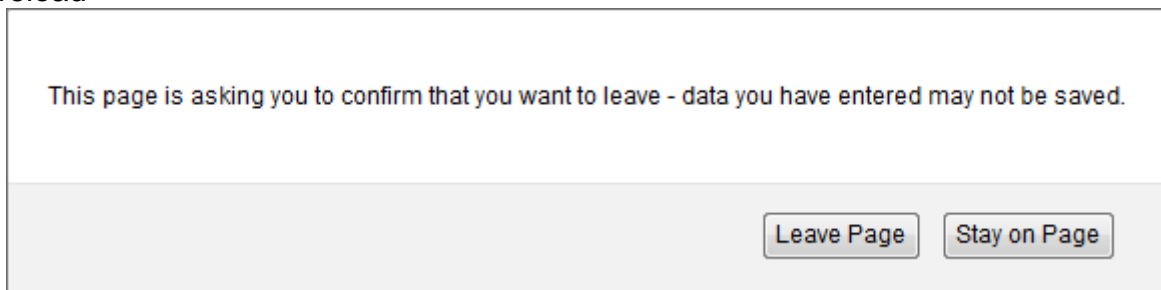 This page is asking you to confirm that you want to leave - data you have entered may not be saved.
Leave Page Stay on Page